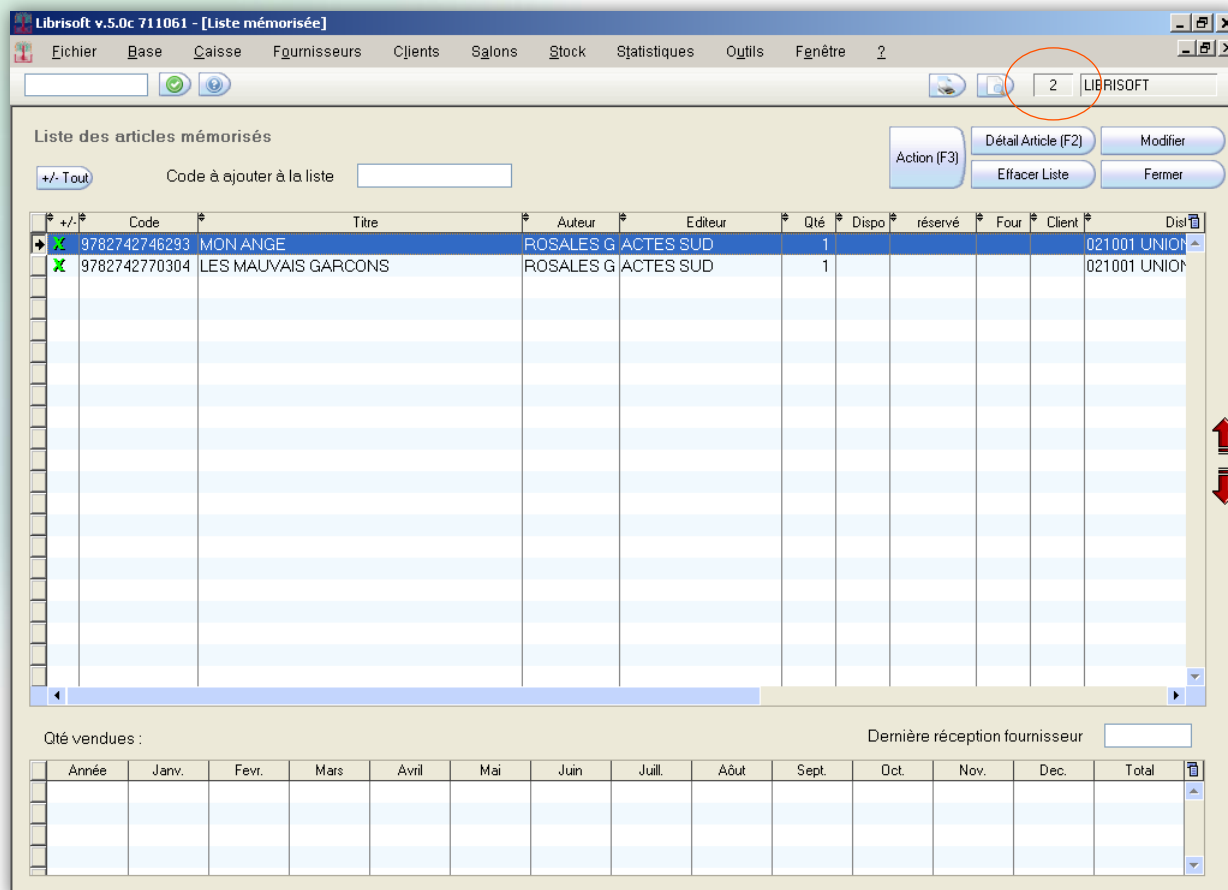 Librisoft v.5.0c 711061 - [Liste mémorisée]
Fichier Base Caisse Fournisseurs Clients Salons Stock Statistiques Outils Fenêtre ?
2 LIBRISOFT
Liste des articles mémorisés
Action (F3) Détail Article (F2) Modifier
+/- Tout Code à ajouter à la liste Effacer Liste Fermer
+/- Code Titre Auteur Editeur Qté Dispo réservé Four Client Dist
X 9782742746293 MON ANGE ROSALES G ACTES SUD 1 021001 UNION
X 9782742770304 LES MAUVAIS GARCONS ROSALES G ACTES SUD 1 021001 UNION
Qté vendues : Dernière réception fournisseur
Année Janv. Fevr. Mars Avril Mai Juin Juill. Aôut Sept. Oct. Nov. Dec. Total